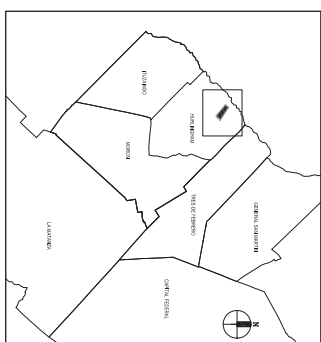 ITUZAINGO
HURLINGHAM
MORON
TRES DE FEBRERO
GENERAL SAN MARTIN
LA MATANZA
CAPITAL FEDERAL
N